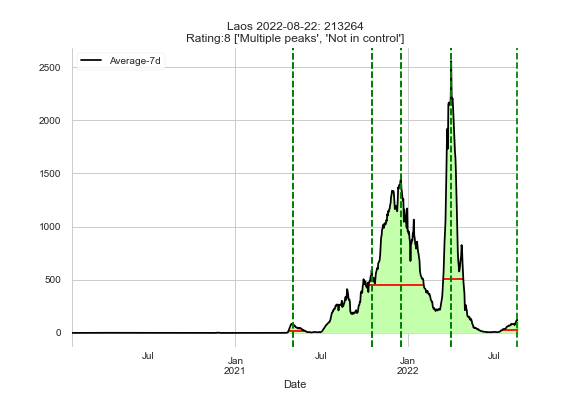 Laos 2022-08-22: 213264
Rating:8 ['Multiple peaks', 'Not in control']
Average-7d
2500
2000
1500
1000
500
0
Jul
Jan
2021
Jul
Jan
2022
Jul
Date